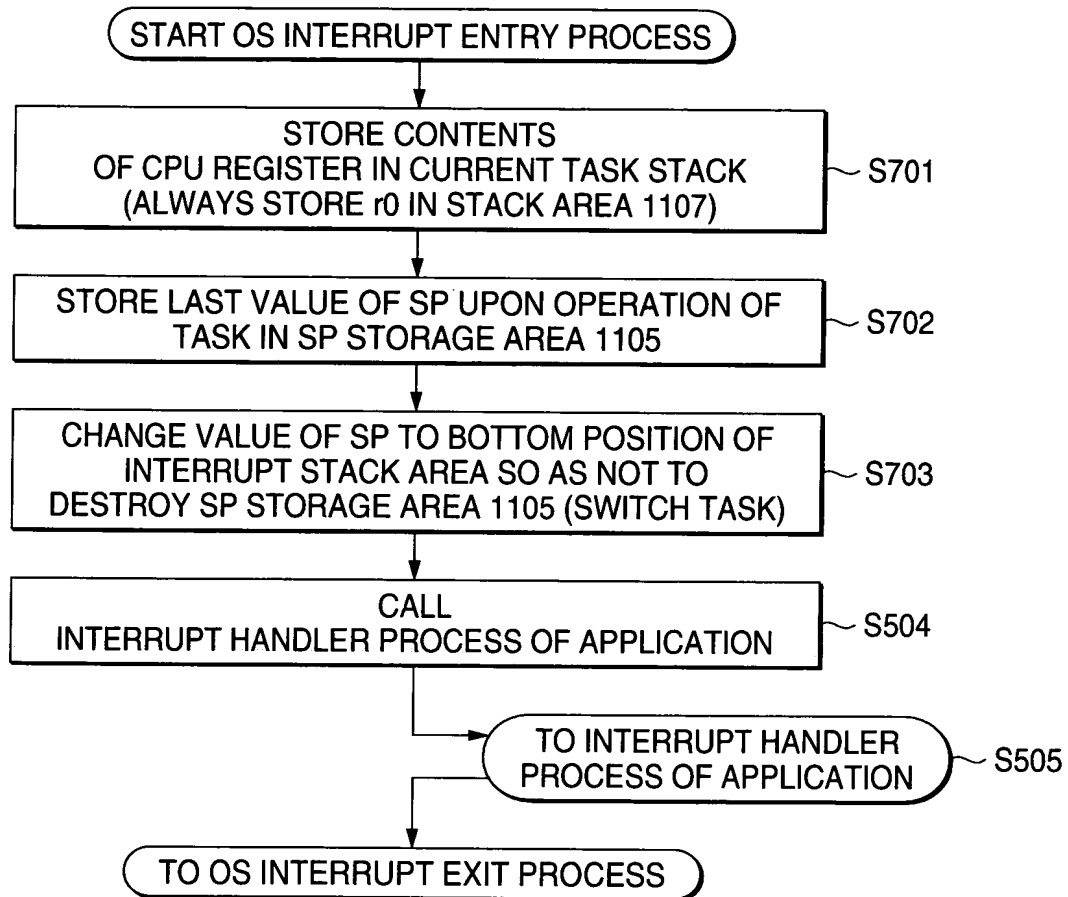 START OS INTERRUPT ENTRY PROCESS
STORE CONTENTS
OF CPU REGISTER IN CURRENT TASK STACK
(ALWAYS STORE r0 IN STACK AREA 1107)
S701
STORE LAST VALUE OF SP UPON OPERATION OF
TASK IN SP STORAGE AREA 1105
S702
CHANGE VALUE OF SP TO BOTTOM POSITION OF
INTERRUPT STACK AREA SO AS NOT TO
DESTROY SP STORAGE AREA 1105 (SWITCH TASK)
S703
CALL
INTERRUPT HANDLER PROCESS OF APPLICATION
S504
TO INTERRUPT HANDLER
PROCESS OF APPLICATION
S505
TO OS INTERRUPT EXIT PROCESS